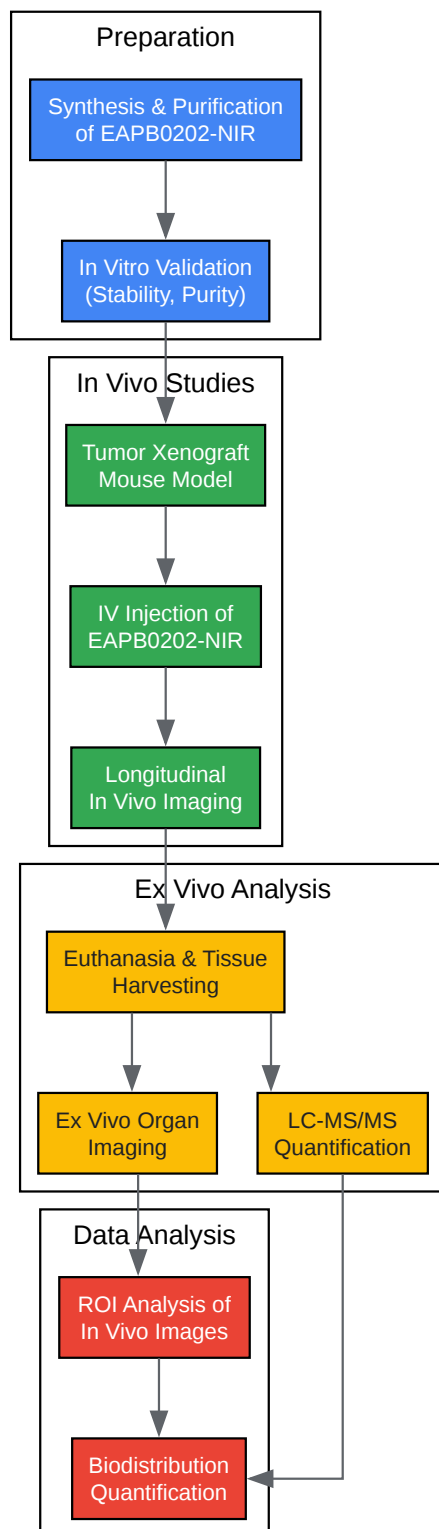 Preparation
Synthesis & Purification
of EAPB0202-NIR
In Vitro Validation
(Stability, Purity)
In Vivo Studies
Tumor Xenograft
Mouse Model
IV Injection of
EAPB0202-NIR
Longitudinal
In Vivo Imaging
Ex Vivo Analysis
Euthanasia & Tissue
Harvesting
Ex Vivo Organ
Imaging
LC-MS/MS
Quantification
Data Analysis
ROI Analysis of
In Vivo Images
Biodistribution
Quantification